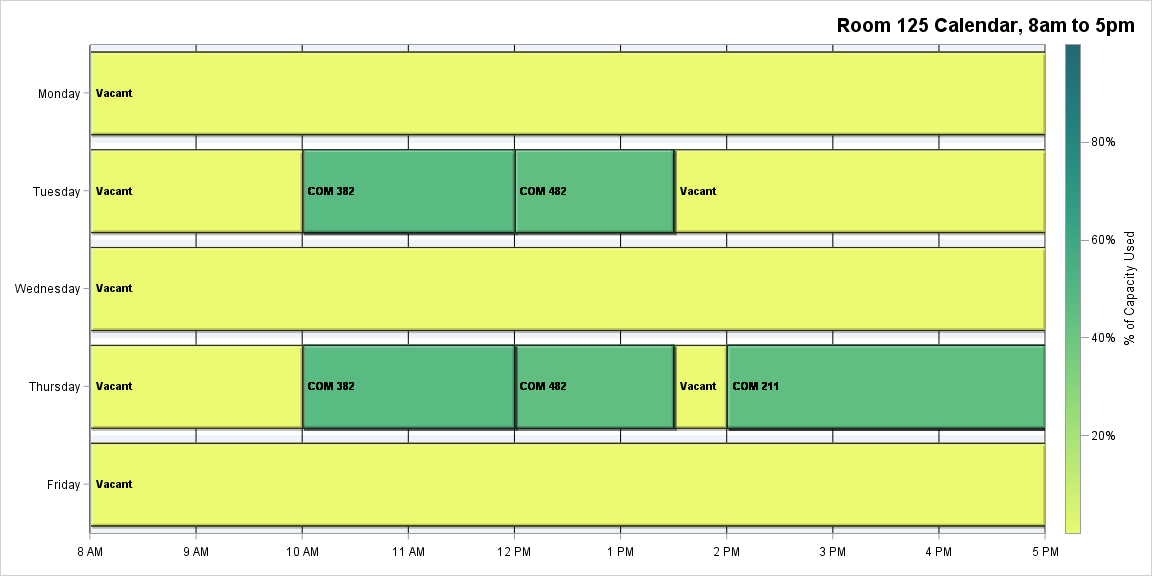 Room 125 Calendar, 8am to 5pm
Monday
Vacant
Tuesday
Vacant
COM 382
COM 482
Vacant
Wednesday
Vacant
Thursday
Vacant
COM 382
COM 482
Vacant
COM 211
Friday
Vacant
8 AM
9 AM
10 AM
11 AM
12 PM
1 PM
2 PM
3 PM
4 PM
5 PM
80%
60%
40%
20%
% of Capacity Used